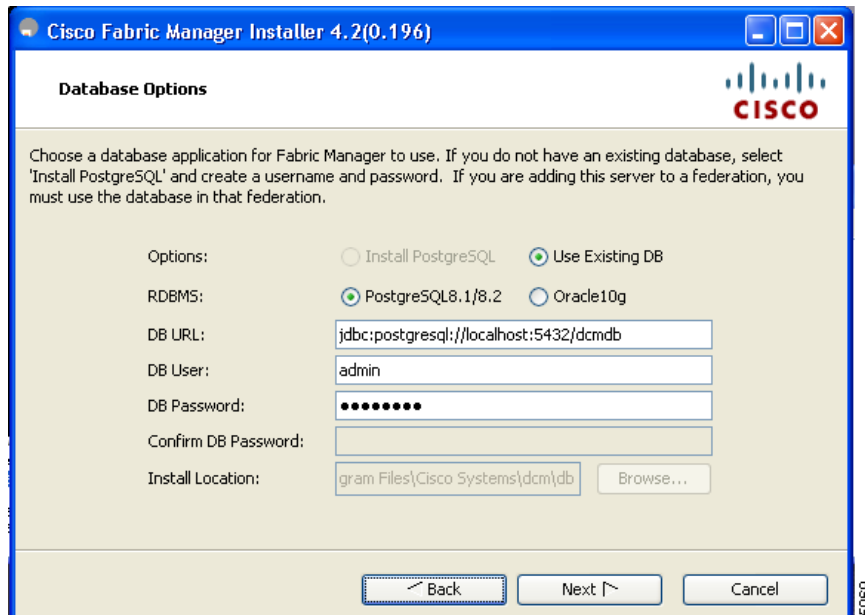 Cisco Fabric Manager Installer 4.2(0.196)
Database Options
CISCO
Choose a database application for Fabric Manager to use. If you do not have an existing database, select
'Install PostgreSQL' and create a username and password.  If you are adding this server to a federation, you
must use the database in that federation.
Options: Install PostgreSQL Use Existing DB
RDBMS: PostgreSQL8.1/8.2 Oracle10g
DB URL: jdbc:postgresql://localhost:5432/dcmdb
DB User: admin
DB Password: ●●●●●●●●
Confirm DB Password:
Install Location: gram Files\Cisco Systems\dcm\db Browse...
Back Next Cancel